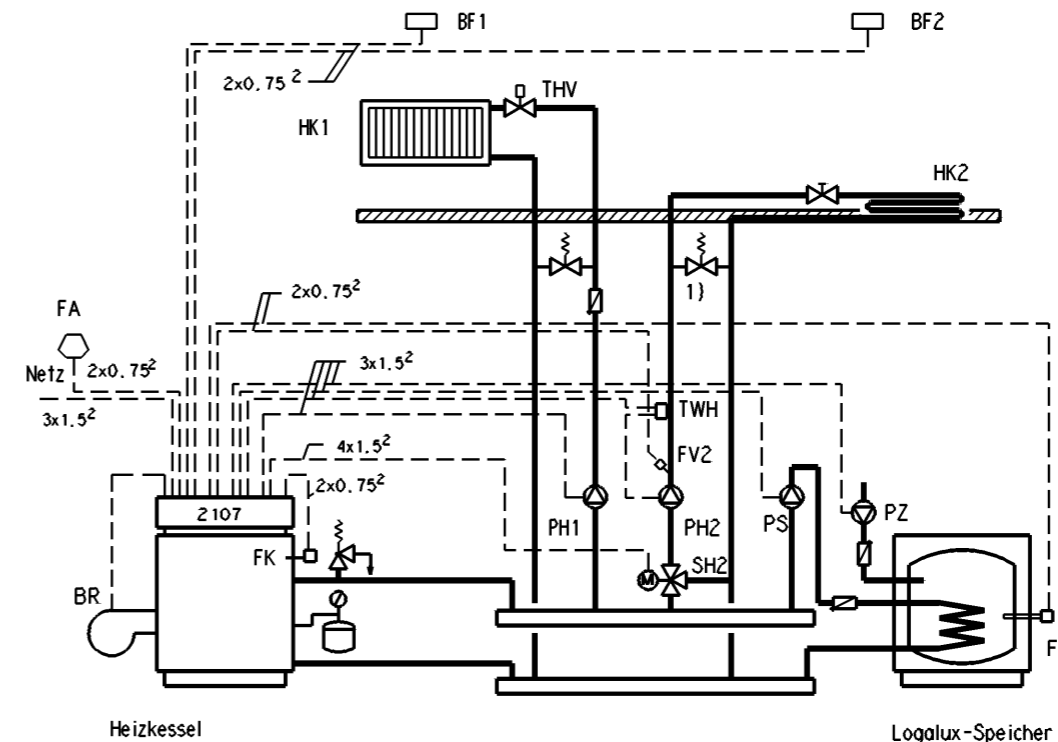 BF1
BF2
2x0.75²
THV
HK1
HK2
1)
2x0.75²
FA
3x1.5²
Netz
2x0.75²
3x1.5²
TWH
4x1.5²
FV2
2x0.75²
2107
PH1
PH2
PS
PZ
FK
SH2
M
BR
F
Heizkessel
Logalux-Speicher